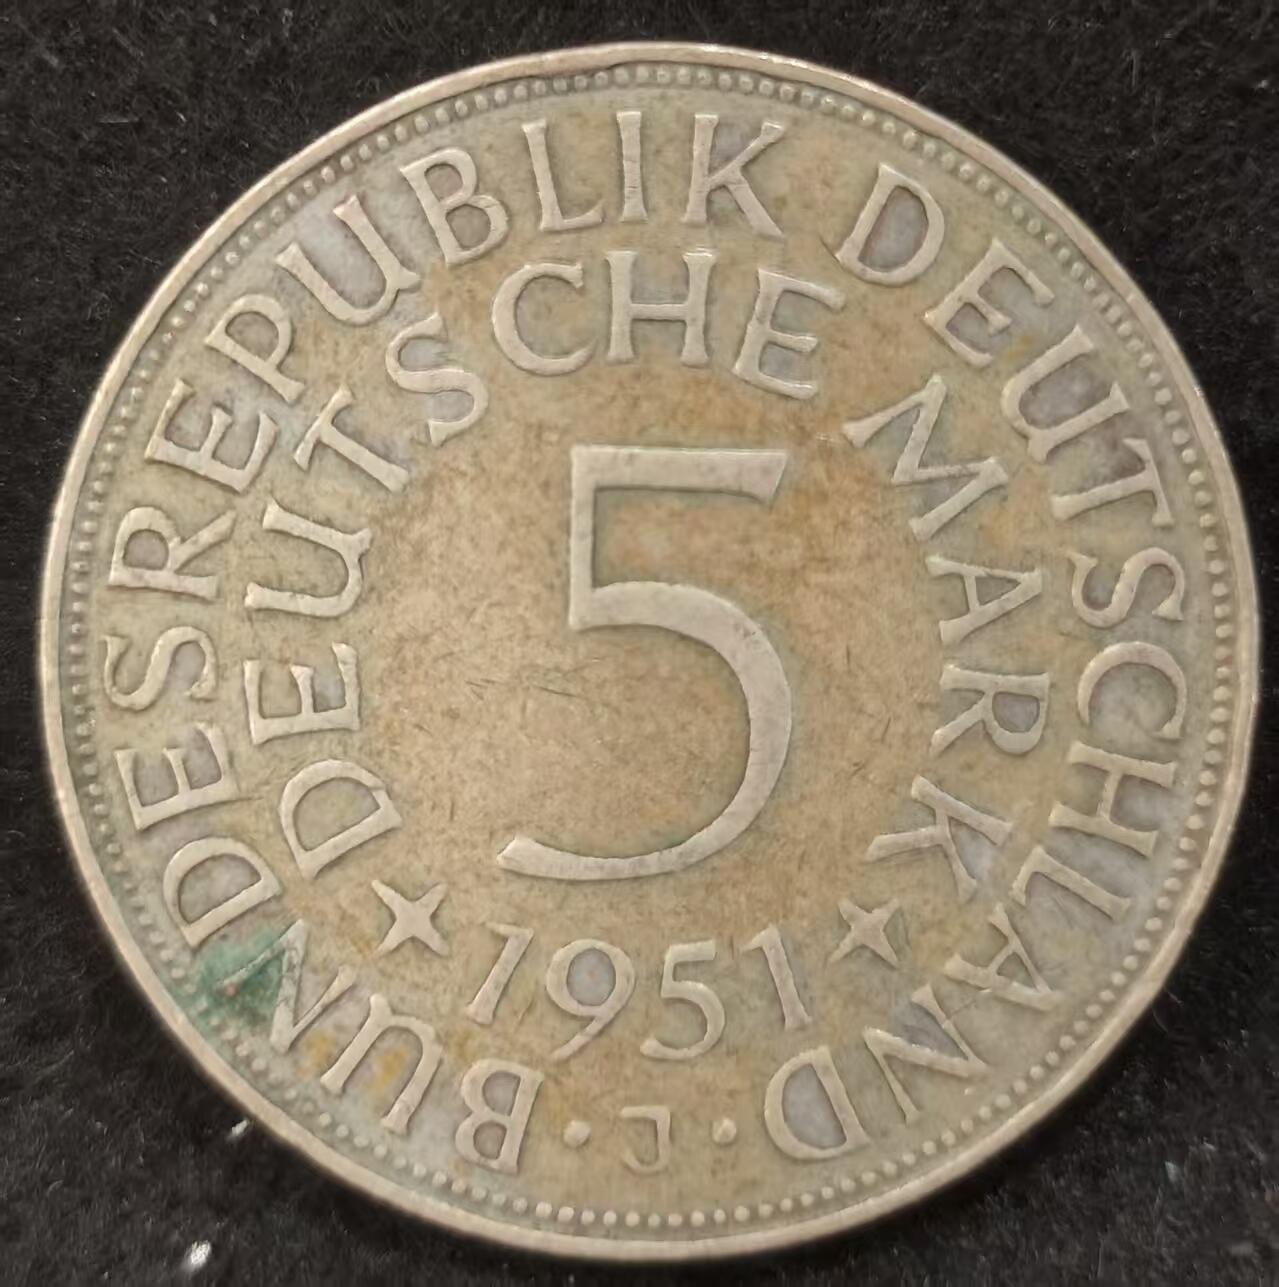 BUNDESREPUBLIK DEUTSCHLAND
DEUTSCHE MARK
5
1951
· J ·